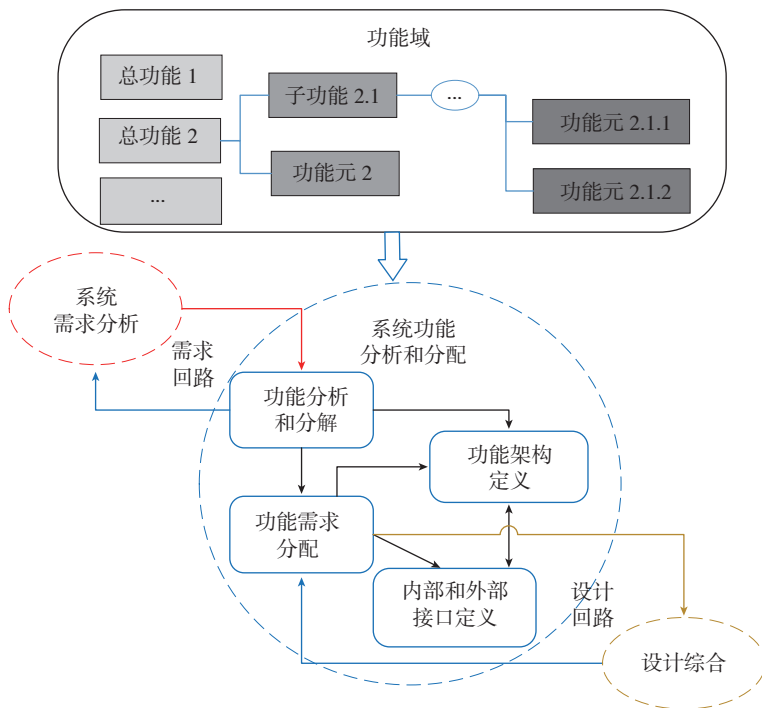 功能域
总功能 1
总功能 2
...
子功能 2.1
功能元 2
...
功能元 2.1.1
功能元 2.1.2
系统
需求分析
需求
回路
系统功能
分析和分配
功能分析
和分解
功能架构
定义
功能需求
分配
内部和外部
接口定义
设计
回路
设计综合